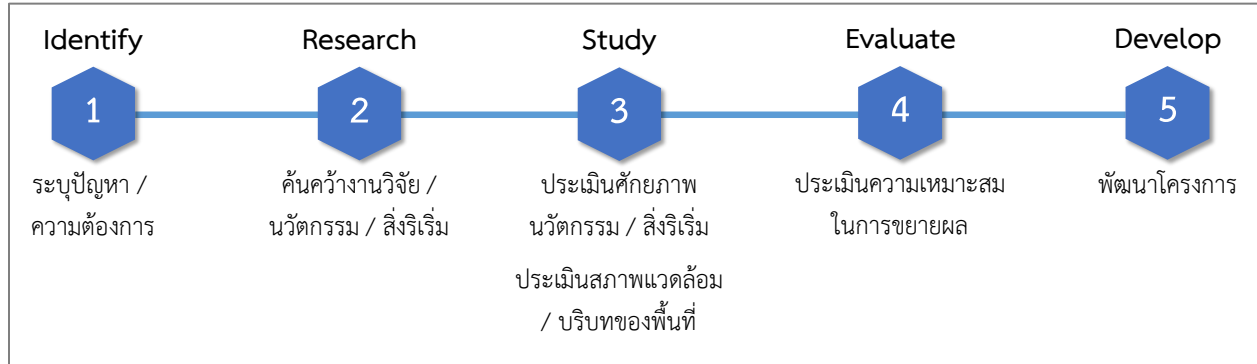 Identify
1
ระบุปัญหา /
ความต้องการ
Research
2
ค้นคว้างานวิจัย /
นวัตกรรม / สิ่งริเริ่ม
Study
3
ประเมินศักยภาพ
นวัตกรรม / สิ่งริเริ่ม
ประเมินสภาพแวดล้อม
/ บริบทของพื้นที่
Evaluate
4
ประเมินความเหมาะสม
ในการขยายผล
Develop
5
พัฒนาโครงการ